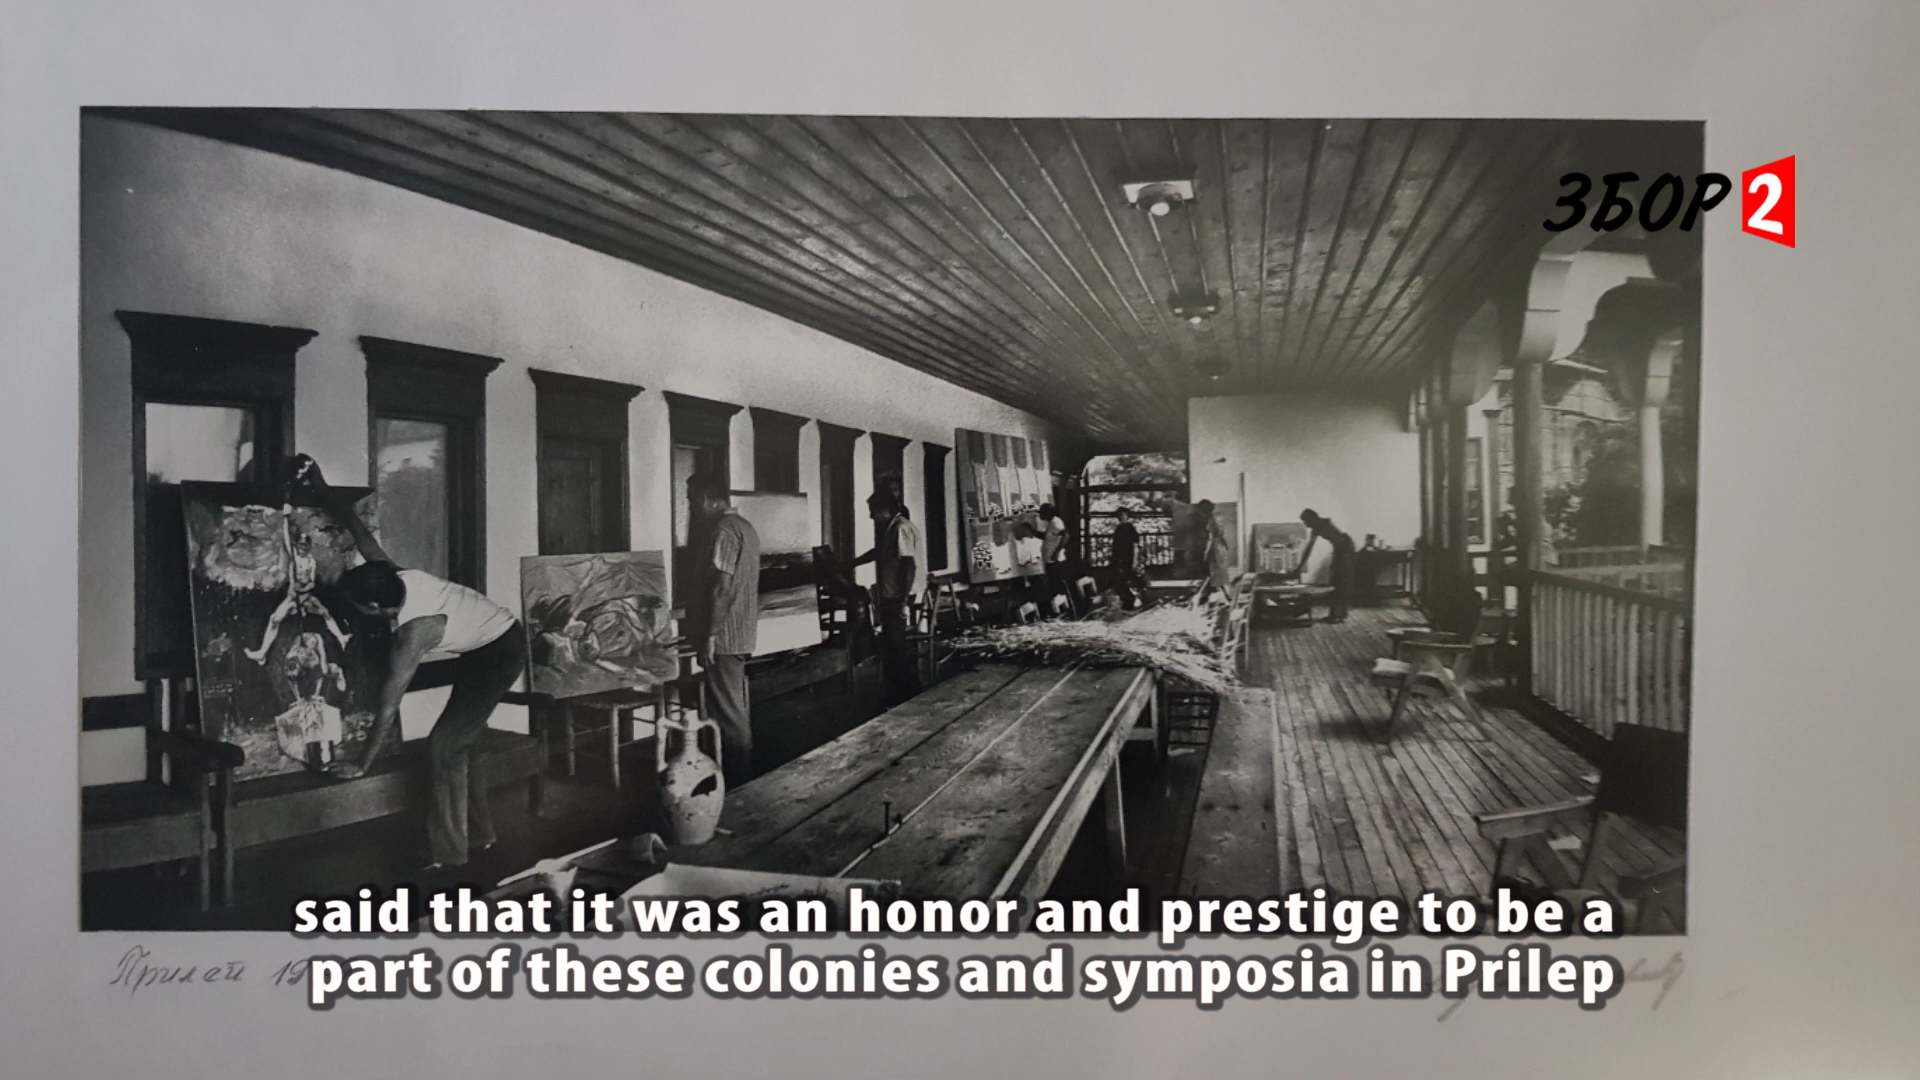 ЗБОР 2
said that it was an honor and prestige to be a
part of these colonies and symposia in Prilep
Прилеп